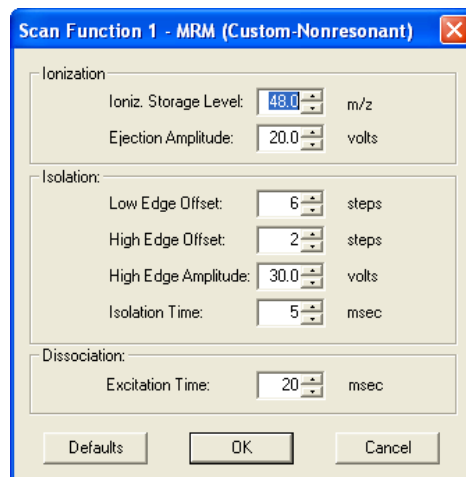 Scan Function 1 - MRM (Custom-Nonresonant)
Ionization
Ioniz. Storage Level: 48.0 m/z
Ejection Amplitude: 20.0 volts
Isolation:
Low Edge Offset: 6 steps
High Edge Offset: 2 steps
High Edge Amplitude: 30.0 volts
Isolation Time: 5 msec
Dissociation:
Excitation Time: 20 msec
Defaults OK Cancel